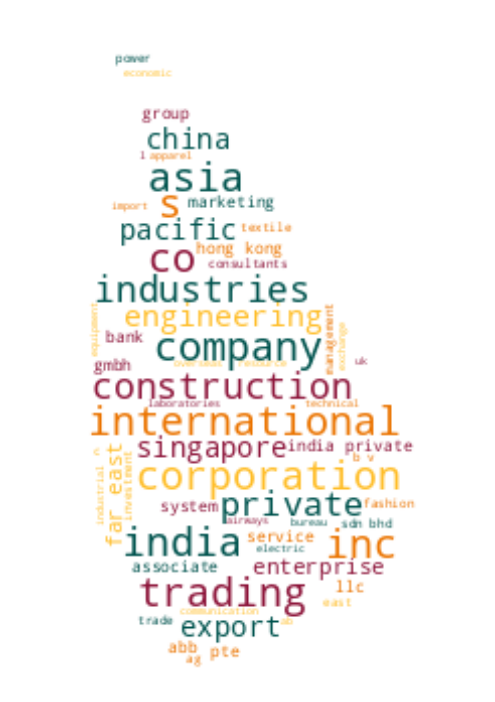 power
economic
group
china
l apparel
asia
s marketing
import
pacific textile
hong kong
co consultants
industries
equipment
engineering management
exchange
bank
company
gmbh overseas resource uk
construction
laboratories technical
international
singapore india private
n b v
industrial far east investment
corporation
system private fashion
airways bureau sdn bhd
india service inc
electric
associate enterprise
trading llc
east
communication
trade export ab
abb pte
ag